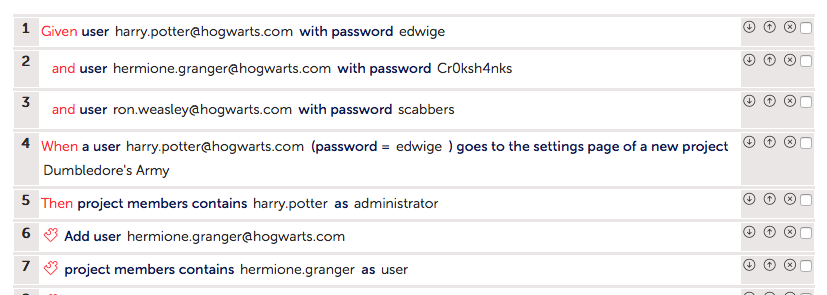 1 Given user harry.potter@hogwarts.com with password edwige
2 and user hermione.granger@hogwarts.com with password Cr0ksh4nks
3 and user ron.weasley@hogwarts.com with password scabbers
4 When a user harry.potter@hogwarts.com (password = edwige ) goes to the settings page of a new project
Dumbledore's Army
5 Then project members contains harry.potter as administrator
6 Add user hermione.granger@hogwarts.com
7 project members contains hermione.granger as user